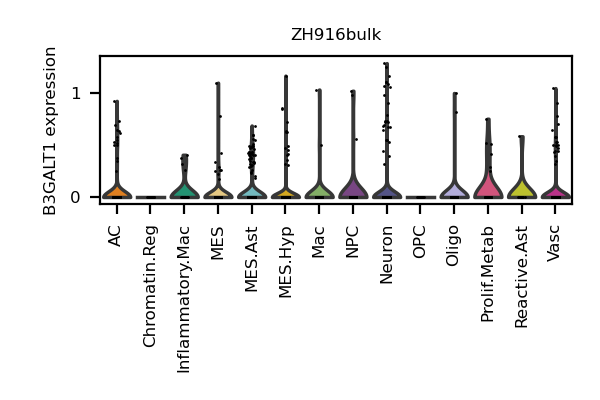 ZH916bulk
B3GALT1 expression
1
0
AC
Chromatin.Reg
Inflammatory.Mac
MES
MES.Ast
MES.Hyp
Mac
NPC
Neuron
OPC
Oligo
Prolif.Metab
Reactive.Ast
Vasc